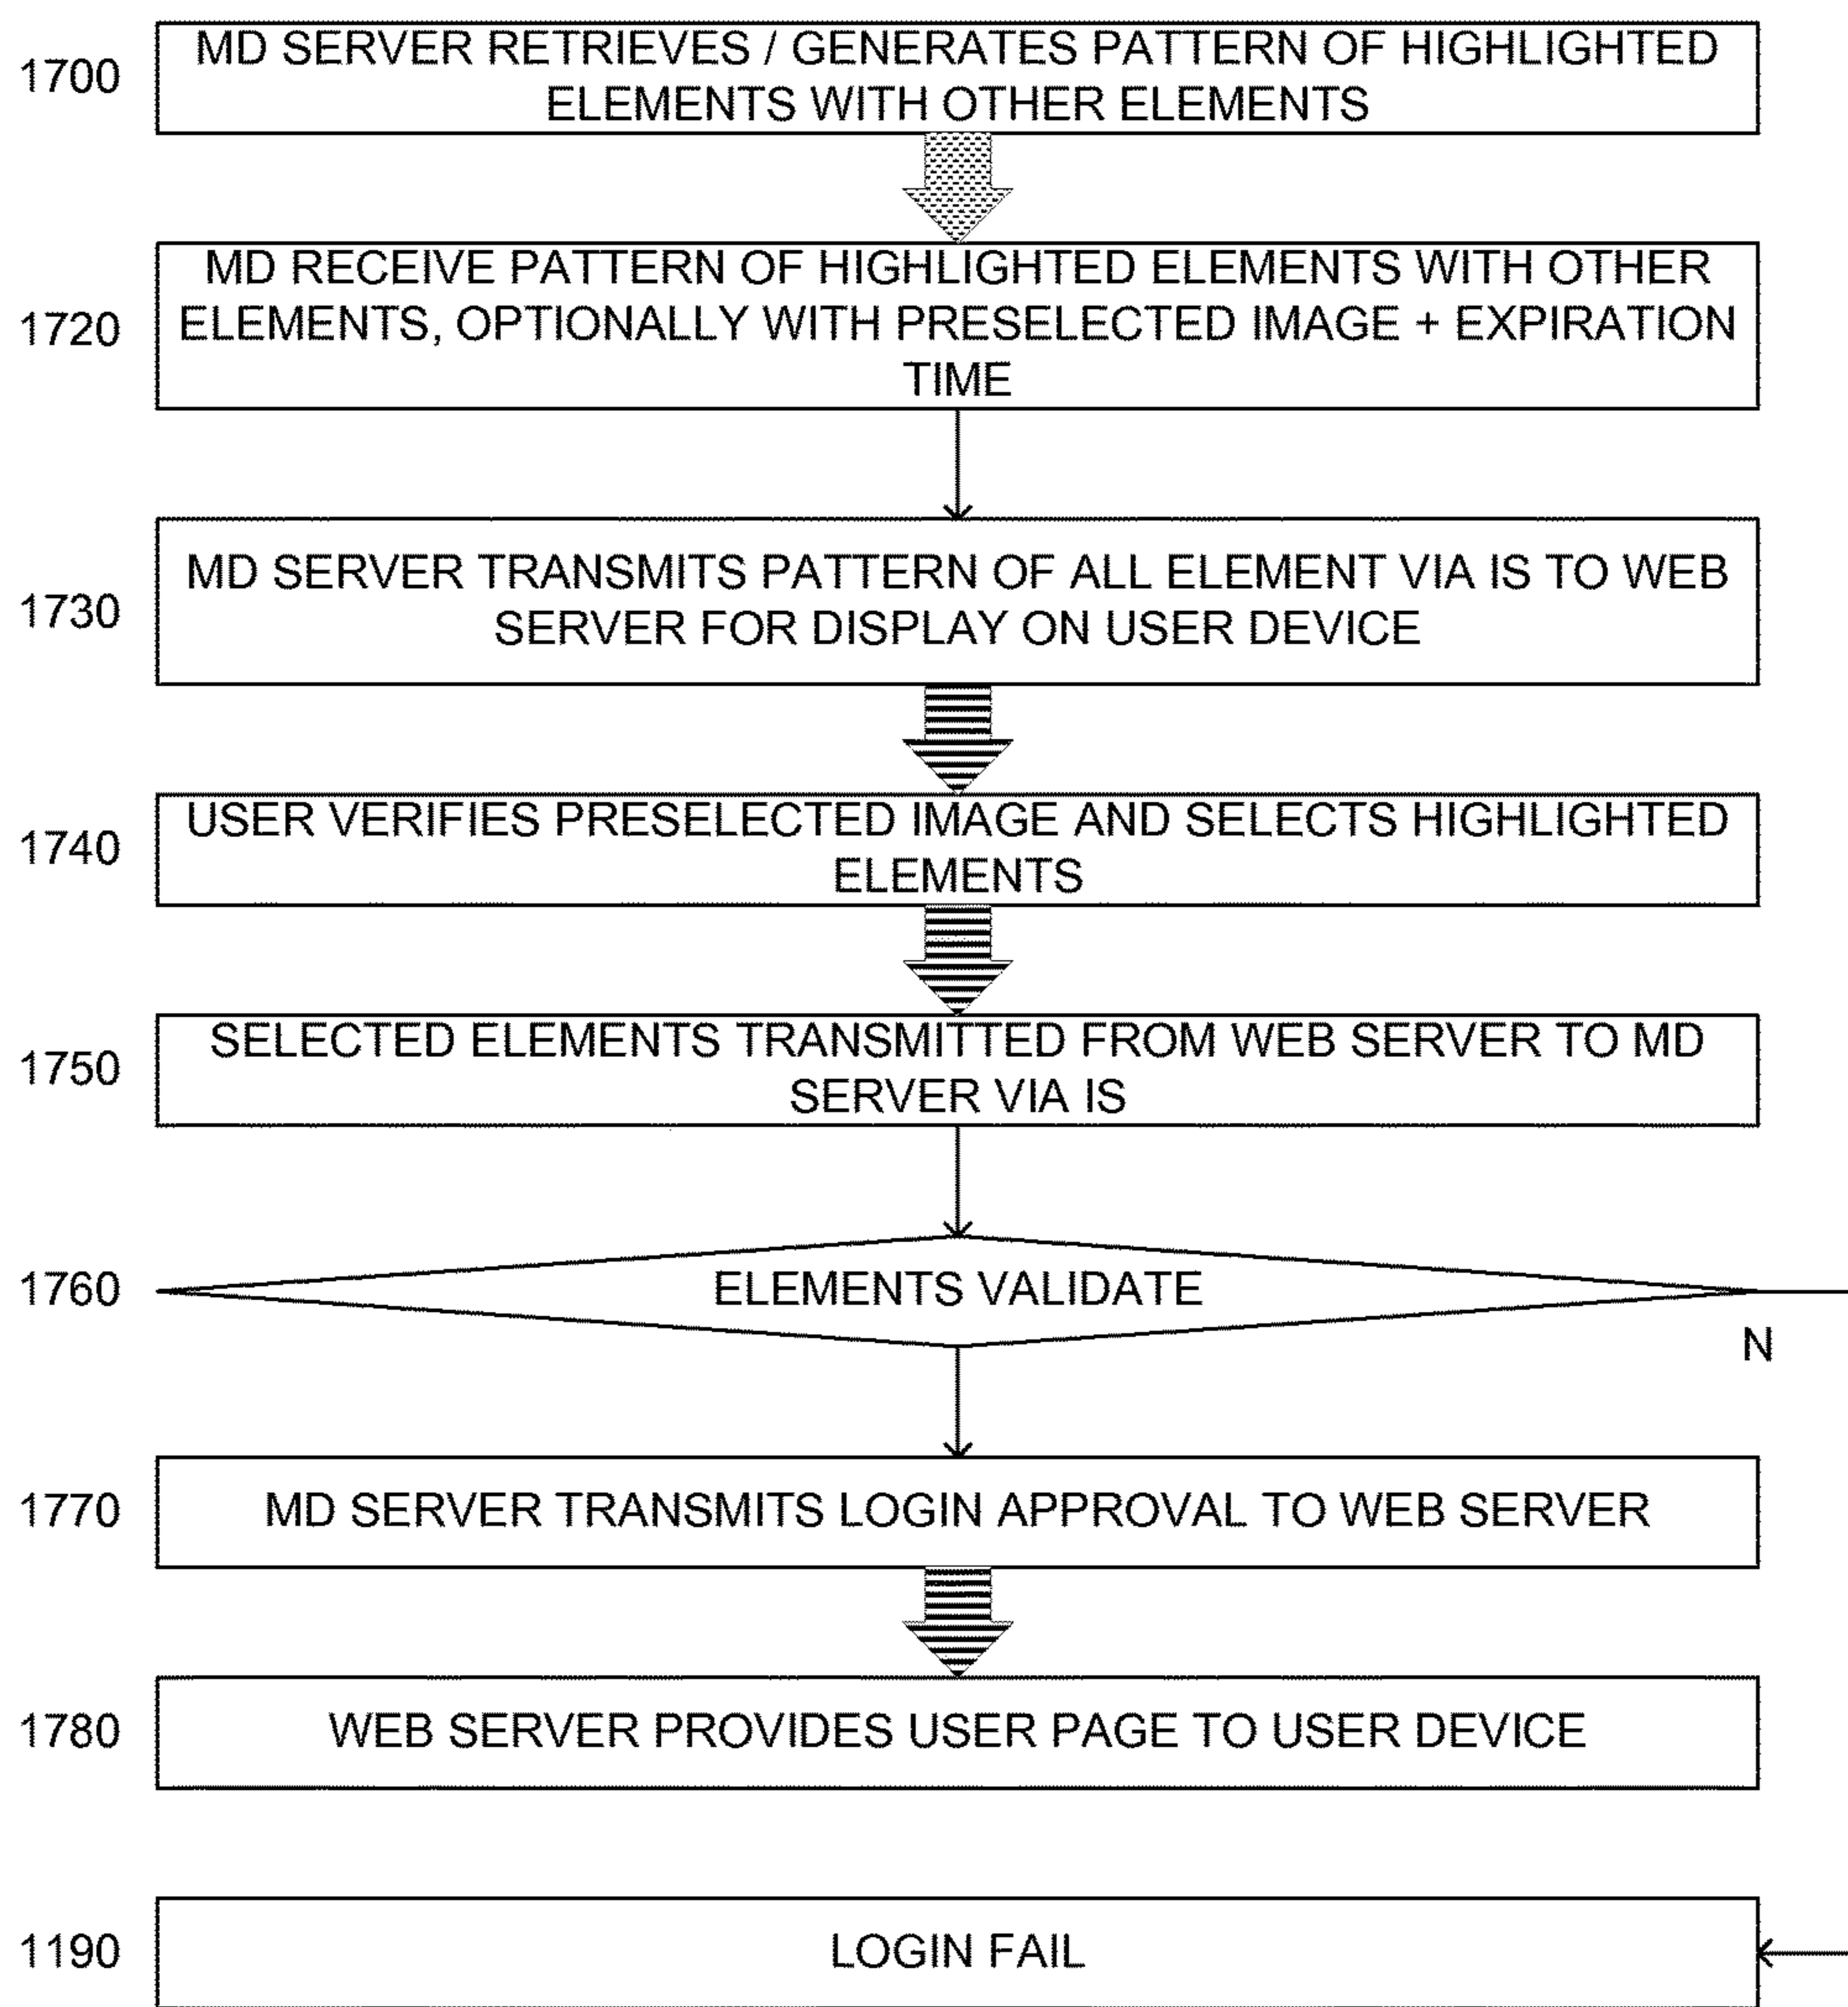 1700
MD SERVER RETRIEVES / GENERATES PATTERN OF HIGHLIGHTED
ELEMENTS WITH OTHER ELEMENTS
1720
MD RECEIVE PATTERN OF HIGHLIGHTED ELEMENTS WITH OTHER
ELEMENTS, OPTIONALLY WITH PRESELECTED IMAGE + EXPIRATION
TIME
1730
MD SERVER TRANSMITS PATTERN OF ALL ELEMENT VIA IS TO WEB
SERVER FOR DISPLAY ON USER DEVICE
1740
USER VERIFIES PRESELECTED IMAGE AND SELECTS HIGHLIGHTED
ELEMENTS
1750
SELECTED ELEMENTS TRANSMITTED FROM WEB SERVER TO MD
SERVER VIA IS
1760
ELEMENTS VALIDATE
N
1770
MD SERVER TRANSMITS LOGIN APPROVAL TO WEB SERVER
1780
WEB SERVER PROVIDES USER PAGE TO USER DEVICE
1190
LOGIN FAIL